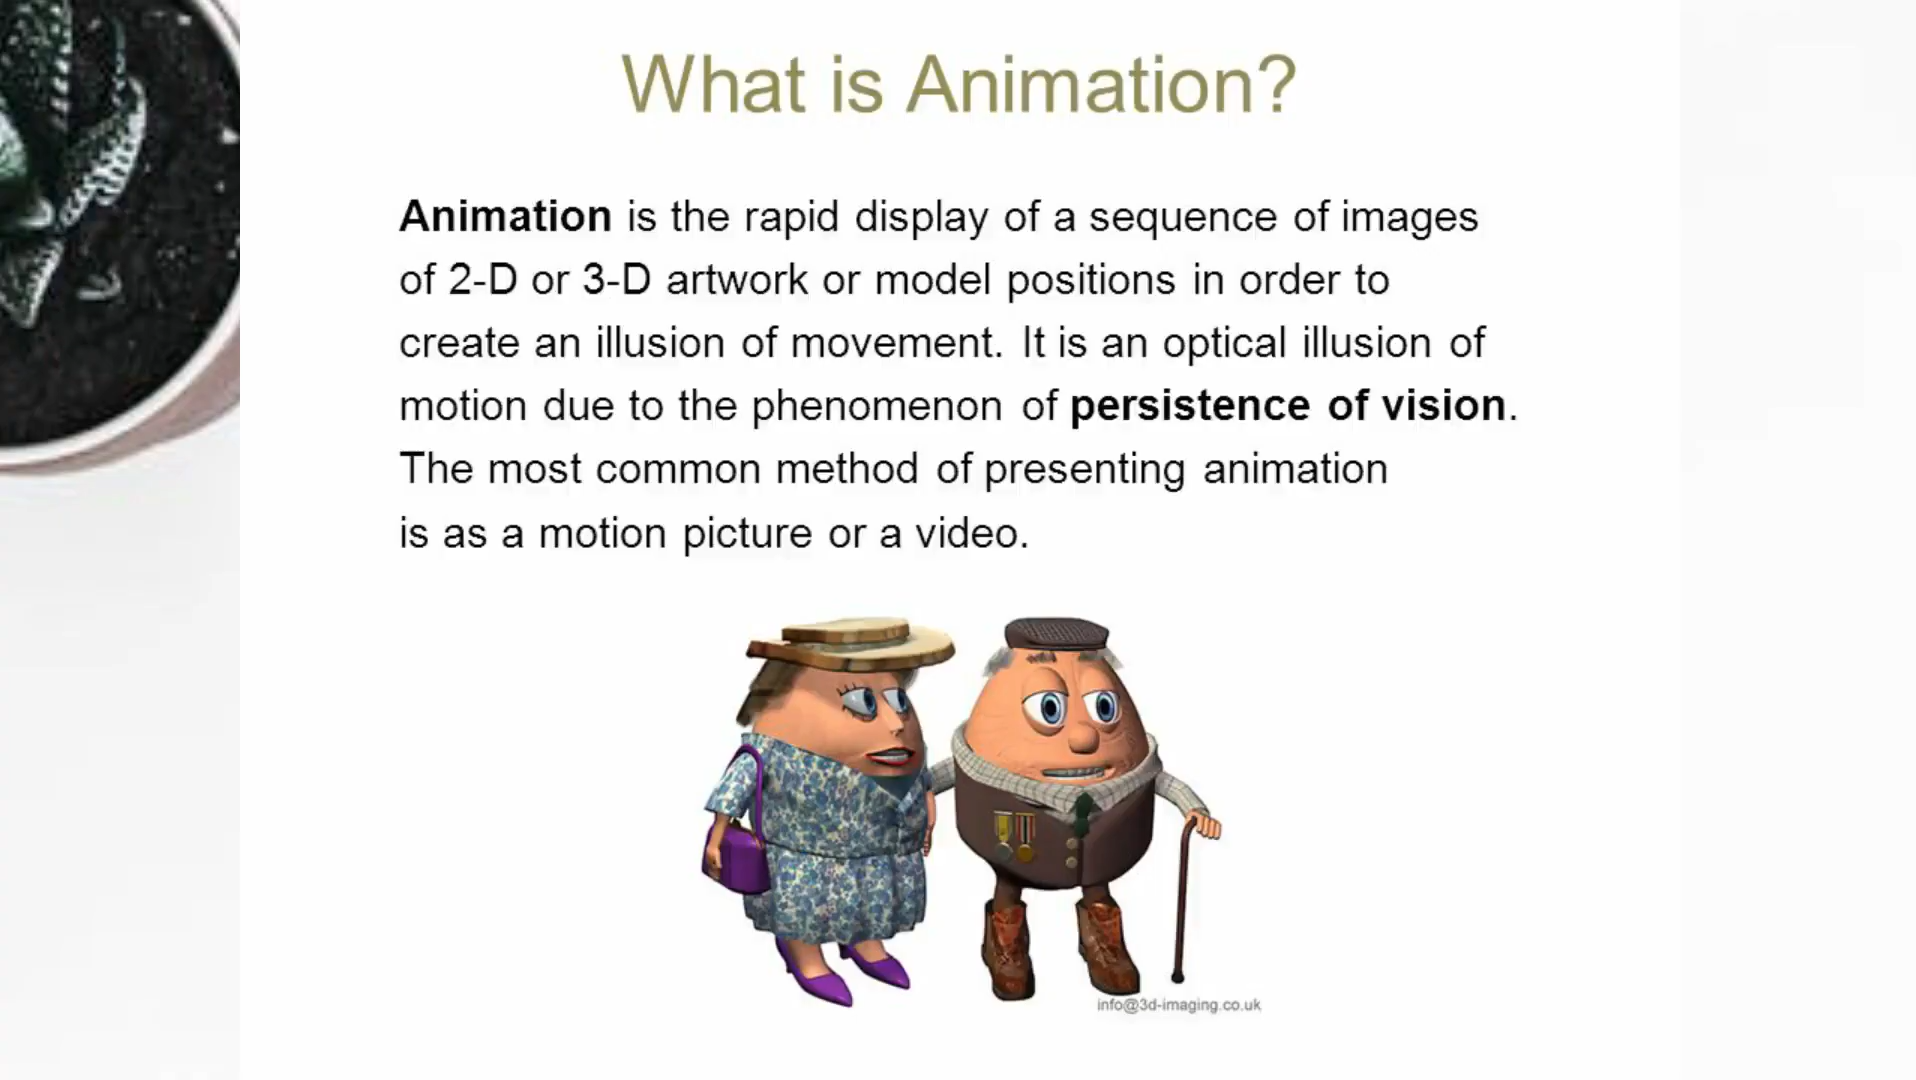 What is Animation?
Animation is the rapid display of a sequence of images
of 2-D or 3-D artwork or model positions in order to
create an illusion of movement. It is an optical illusion of
motion due to the phenomenon of persistence of vision.
The most common method of presenting animation
is as a motion picture or a video.
info@3d-imaging.co.uk